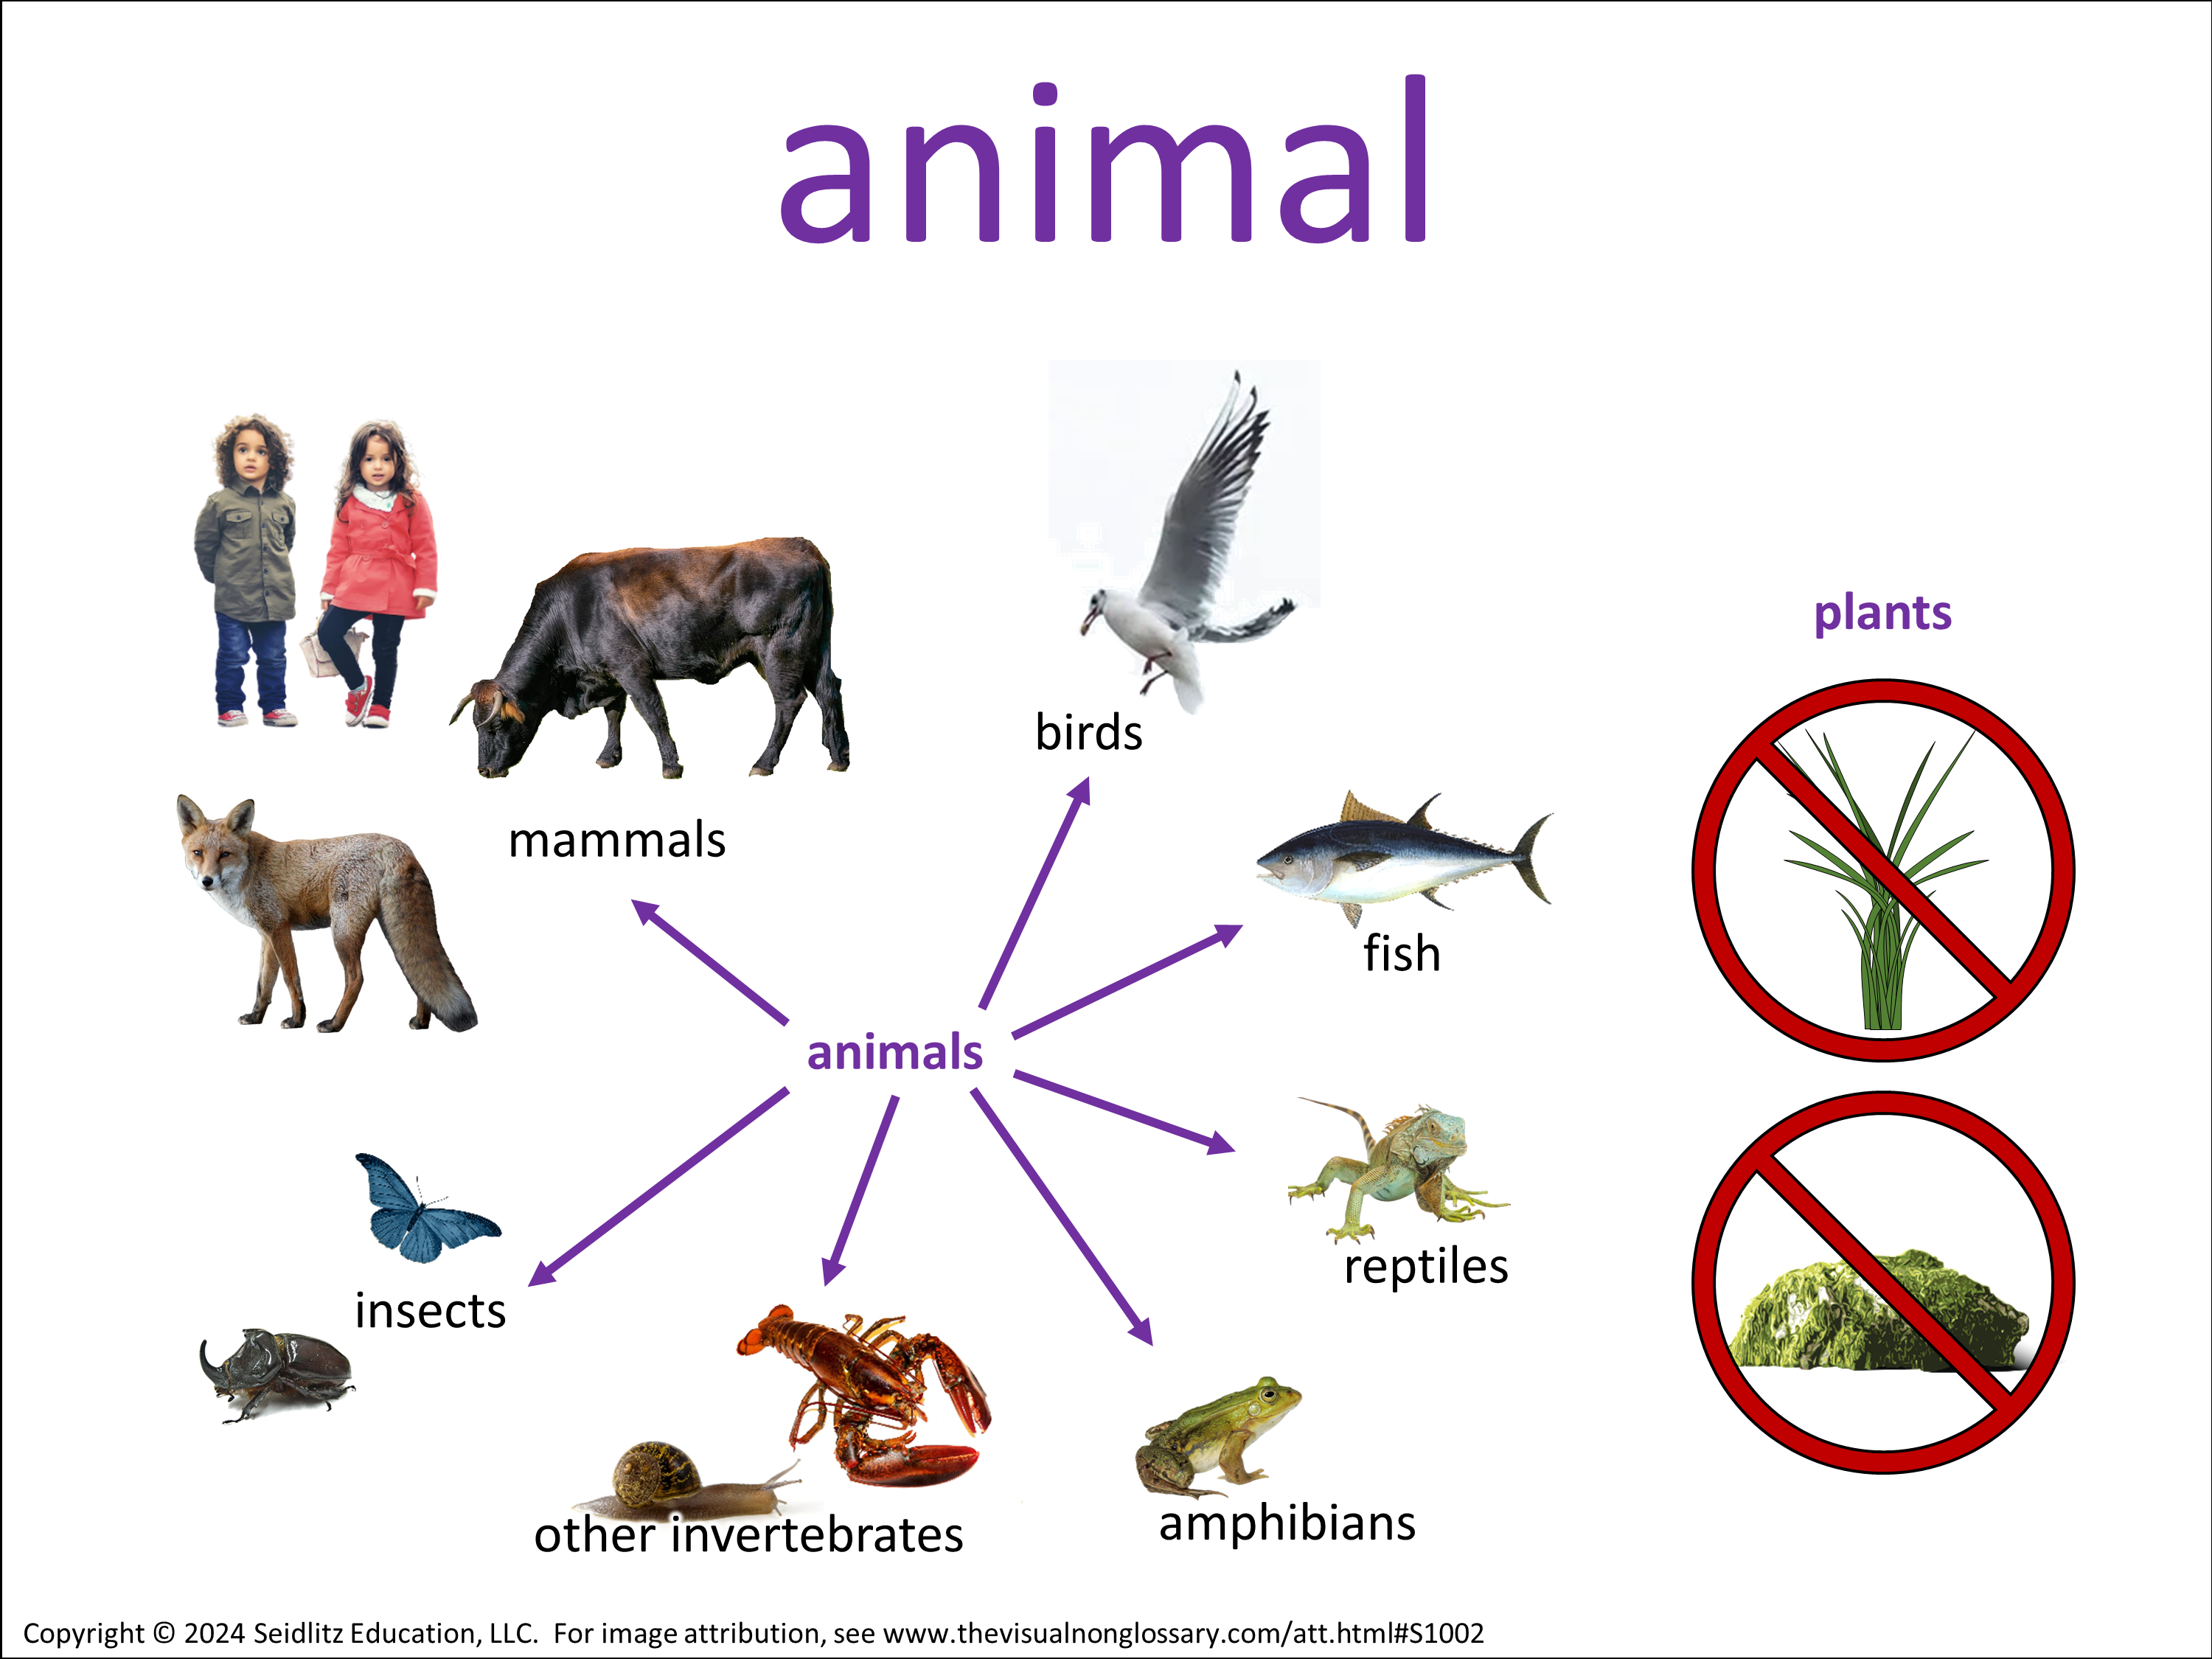 animal
birds
plants
mammals
fish
animals
reptiles
insects
amphibians
other invertebrates
Copyright © 2024 Seidlitz Education, LLC.  For image attribution, see www.thevisualnonglossary.com/att.html#S1002